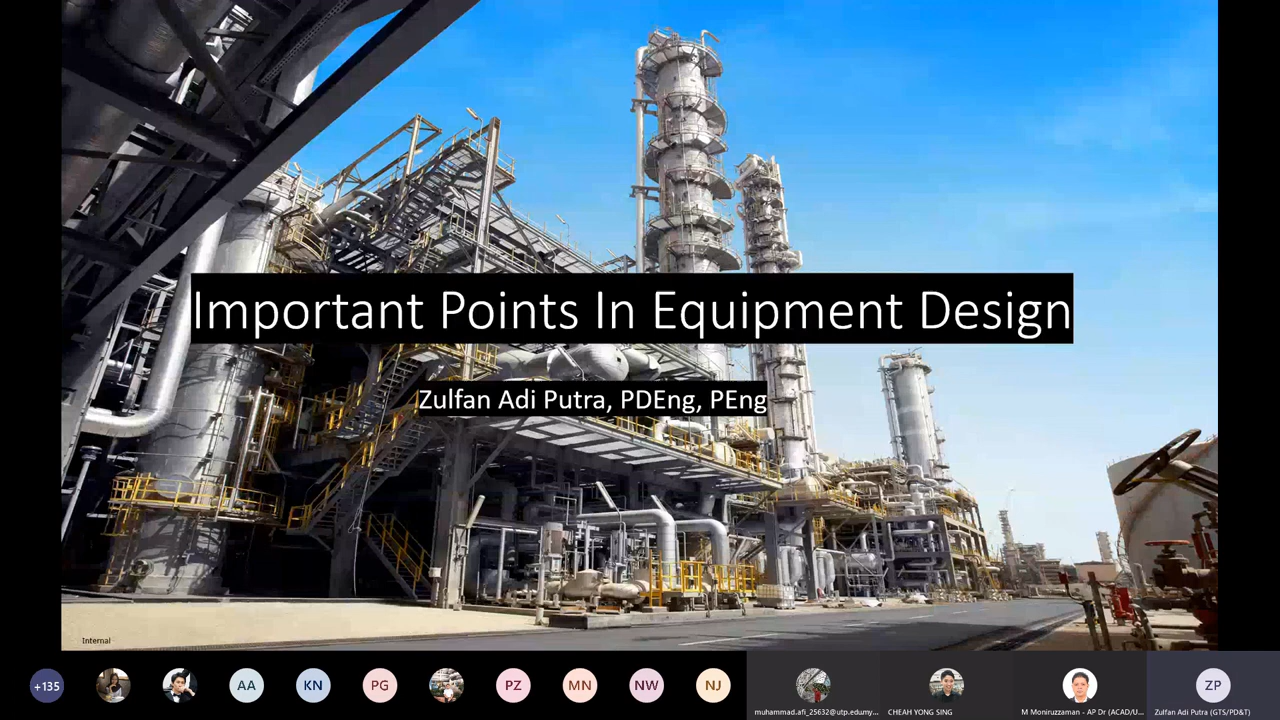 Important Points In Equipment Design
Zulfan Adi Putra, PDEng, PEng
Internal
+135
AA
KN
PG
PZ
MN
NW
NJ
ZP
muhammad.afi_25632@utp.edu.my...
CHEAH YONG SING
M Moniruzzaman - AP Dr (ACAD/U...
Zulfan Adi Putra (GTS/PD&T)